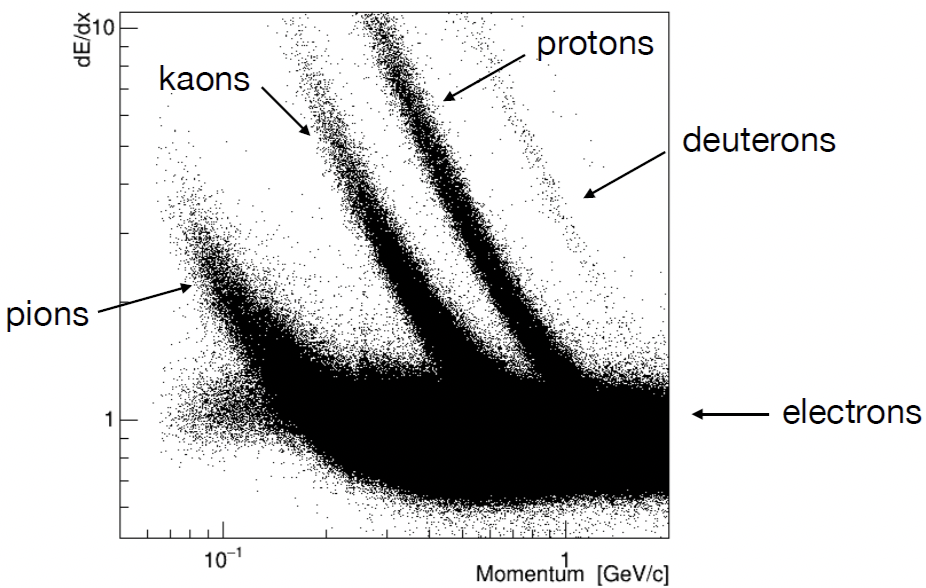 10
dE/dx
protons
kaons
deuterons
pions
1
electrons
10⁻¹
1
Momentum [GeV/c]